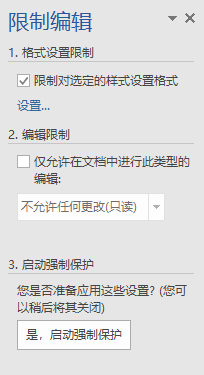 限制编辑
1. 格式设置限制
限制对选定的样式设置格式
设置...
2. 编辑限制
仅允许在文档中进行此类型的
编辑:
不允许任何更改(只读)
3. 启动强制保护
您是否准备应用这些设置? (您可
以稍后将其关闭)
是，启动强制保护